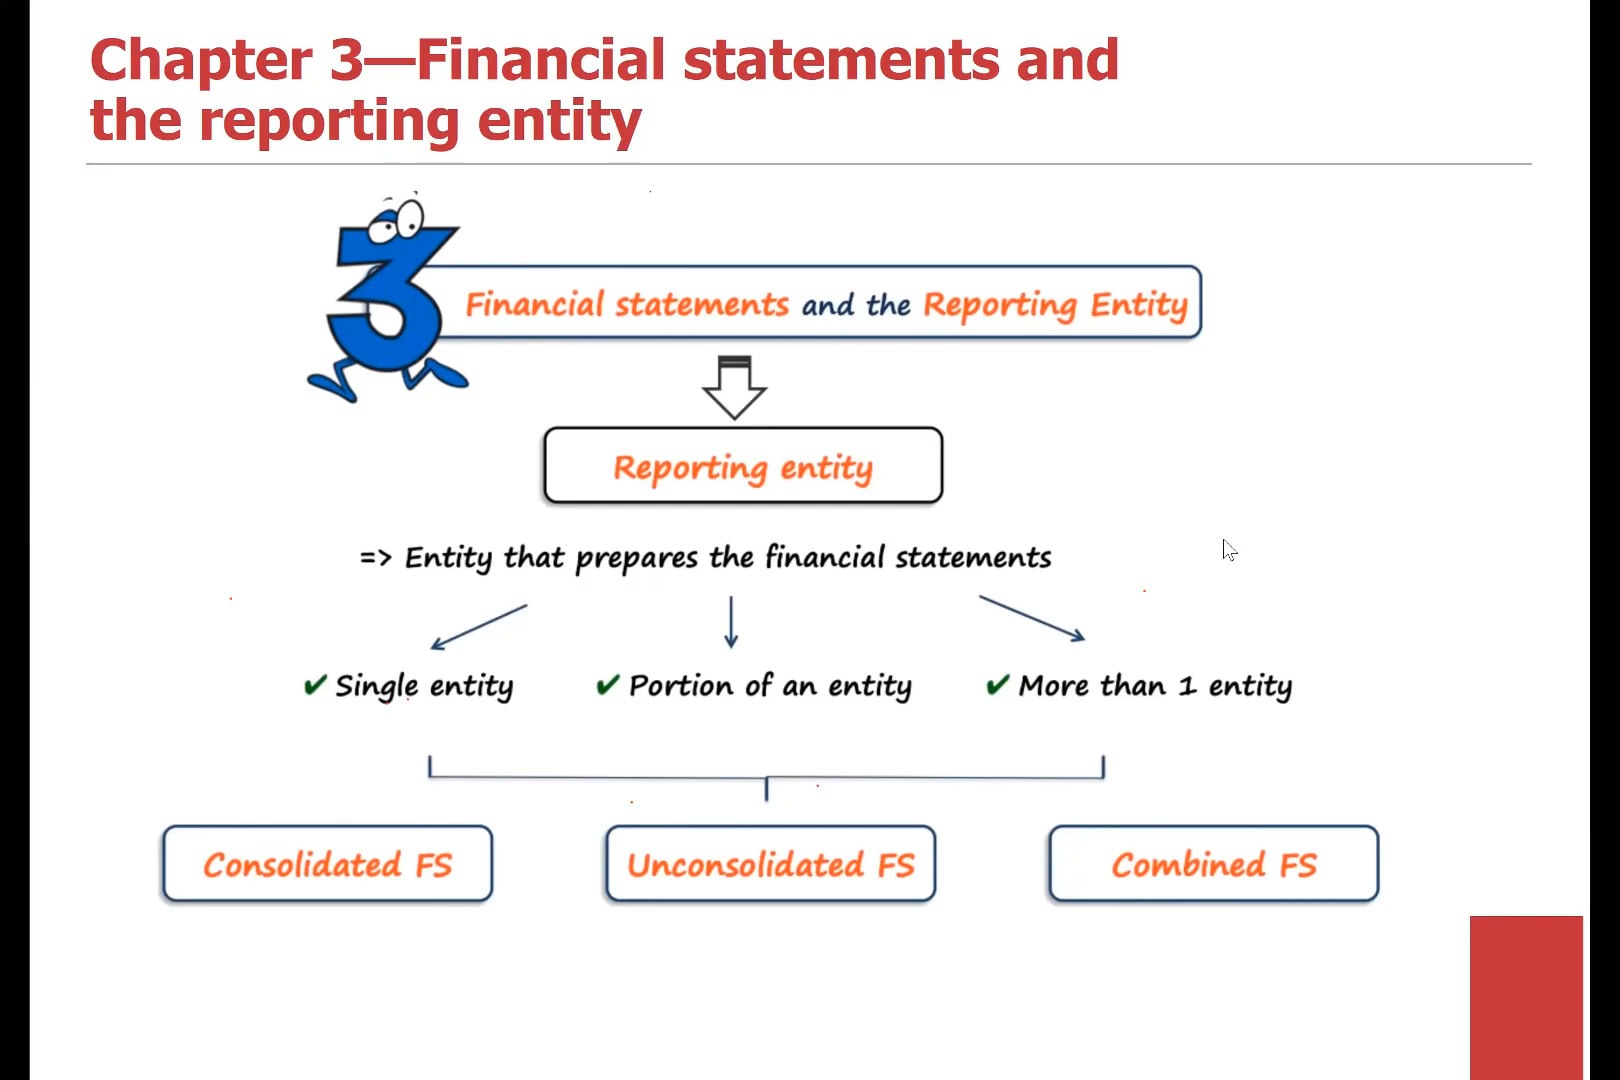 Chapter 3—Financial statements and
the reporting entity
3
Financial statements and the Reporting Entity
Reporting entity
=> Entity that prepares the financial statements
✔ Single entity
✔ Portion of an entity
✔ More than 1 entity
Consolidated FS
Unconsolidated FS
Combined FS